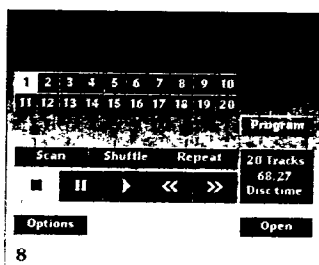 1 2 3 4 5 6 7 8 9 10
11 12 13 14 15 16 17 18 19 20
Program
Scan Shuttle Repeat
20 Tracks
68.27
Disc time
Options
Open
8